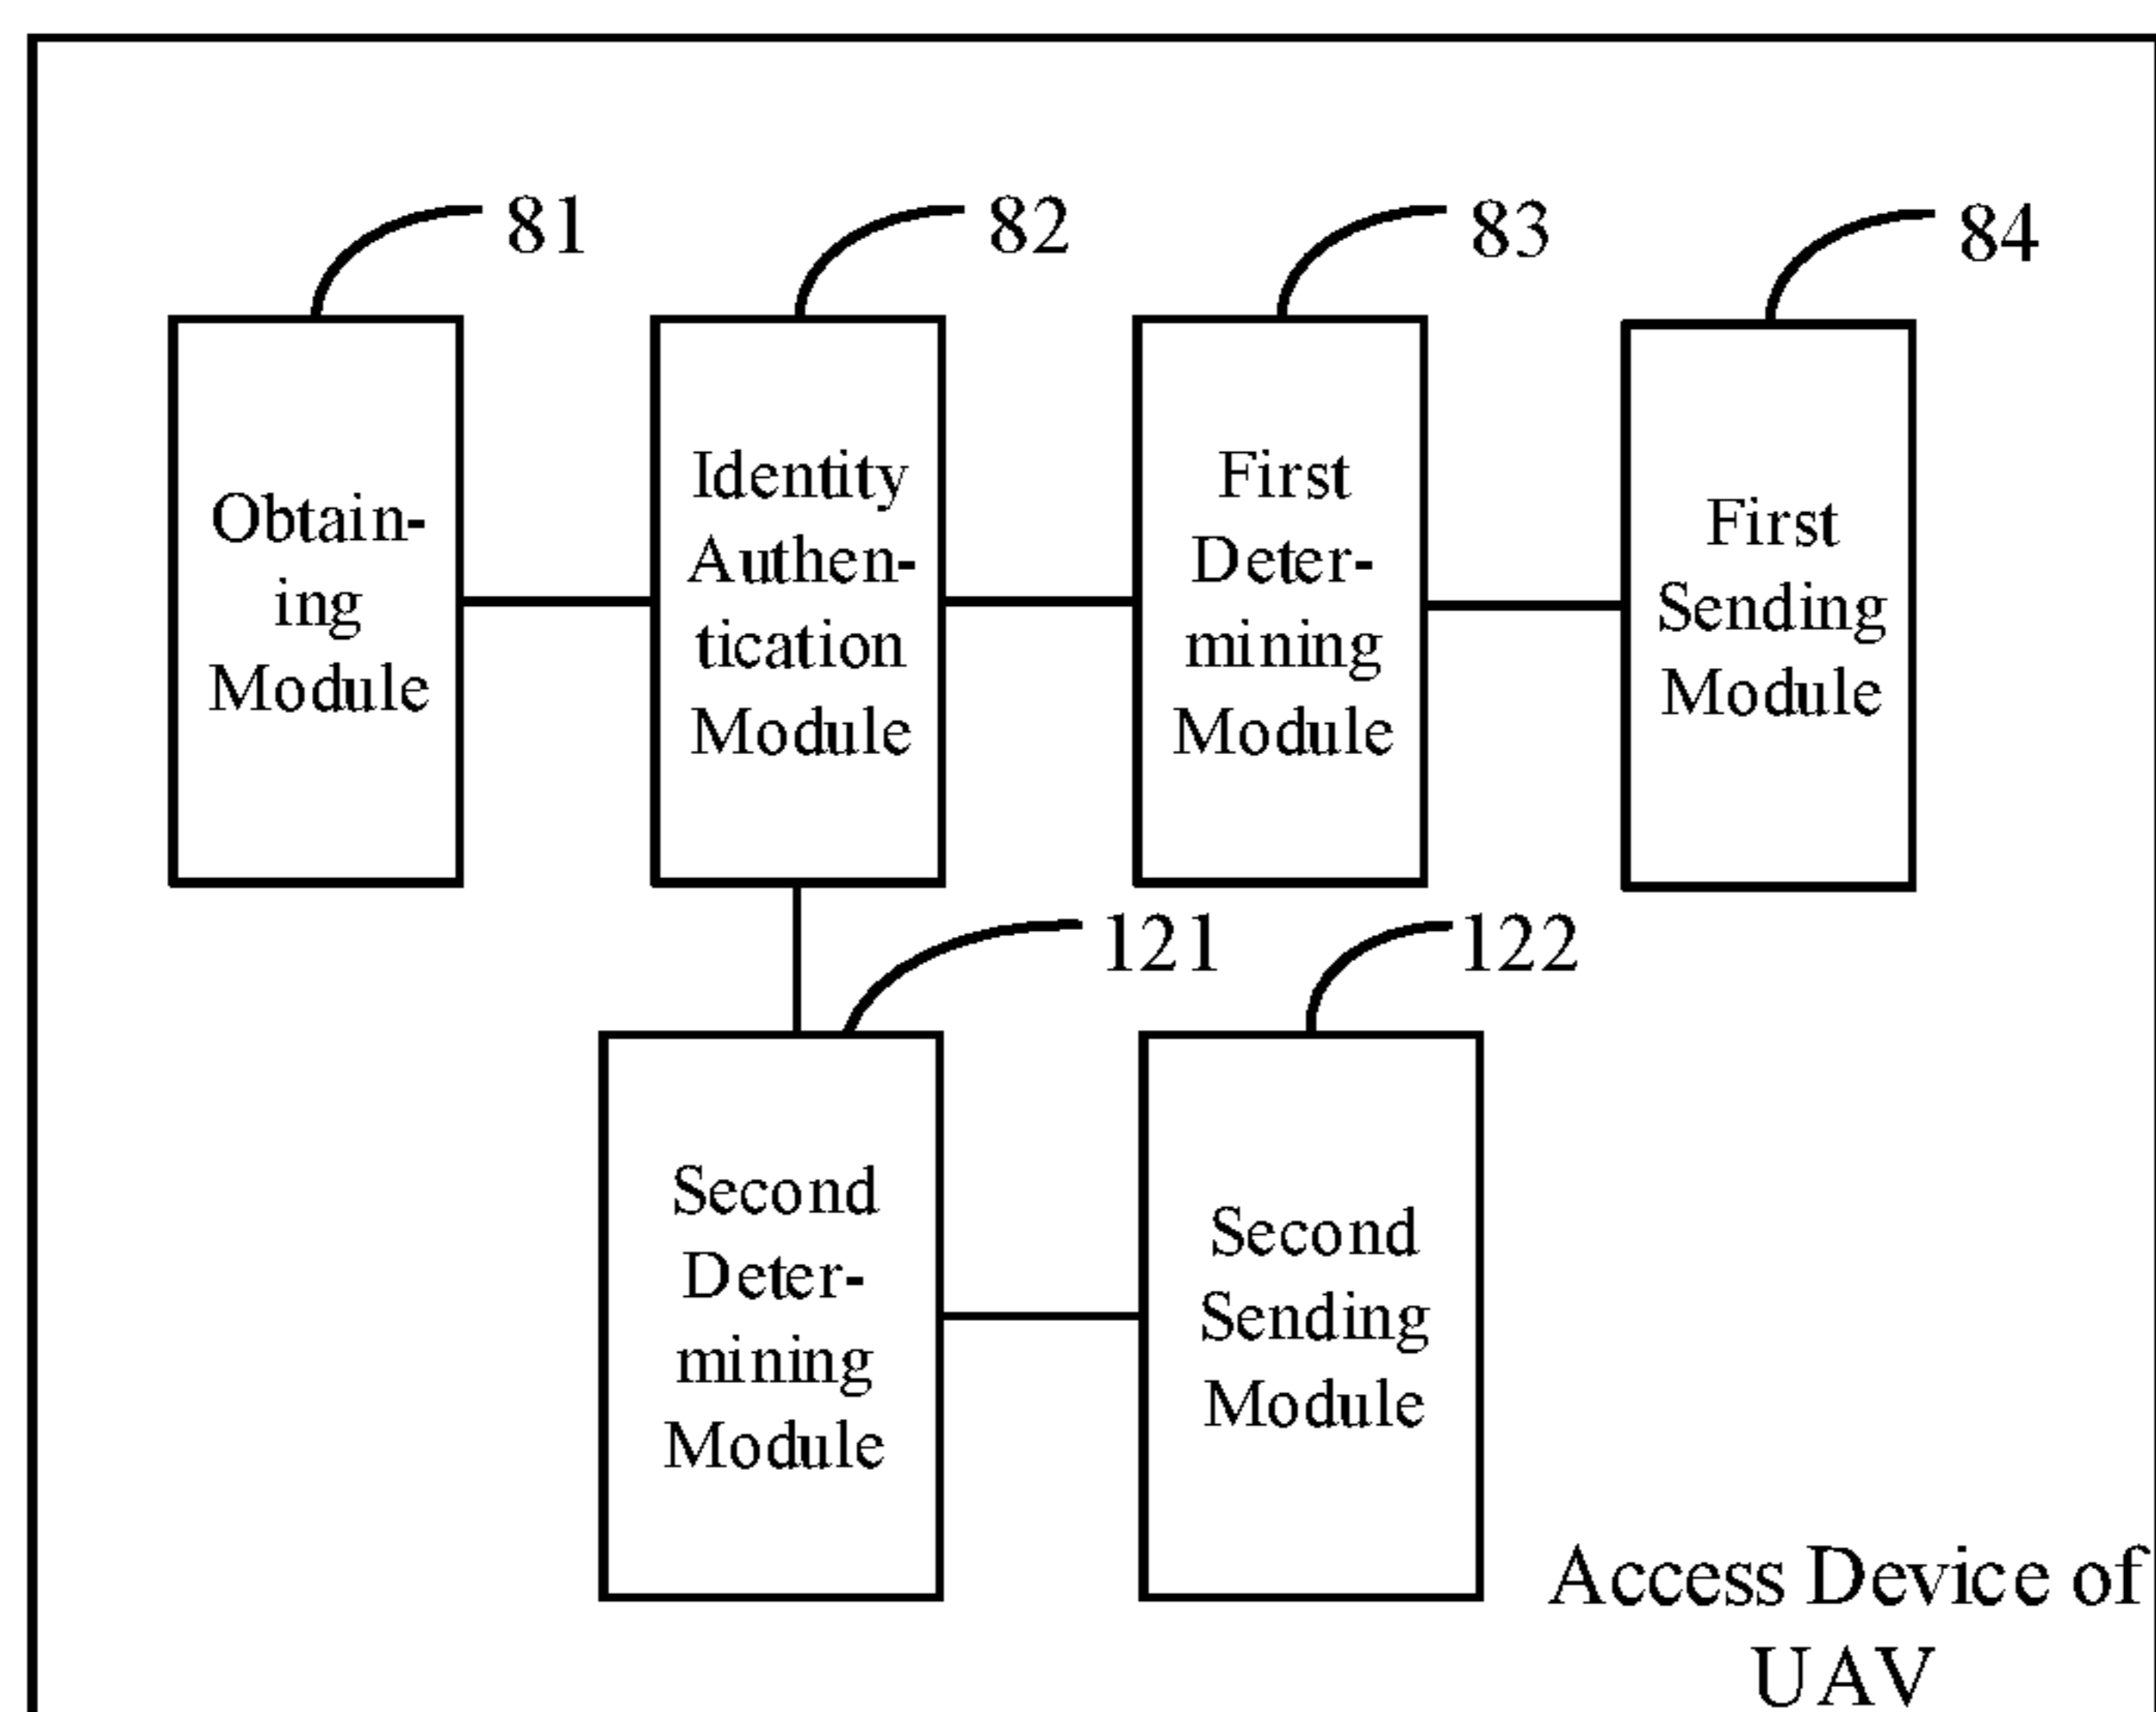 81
82
83
84
Obtain-
ing
Module
Identity
Authen-
tication
Module
First
Deter-
mining
Module
First
Sending
Module
121
122
Second
Deter-
mining
Module
Second
Sending
Module
Access Device of
UAV